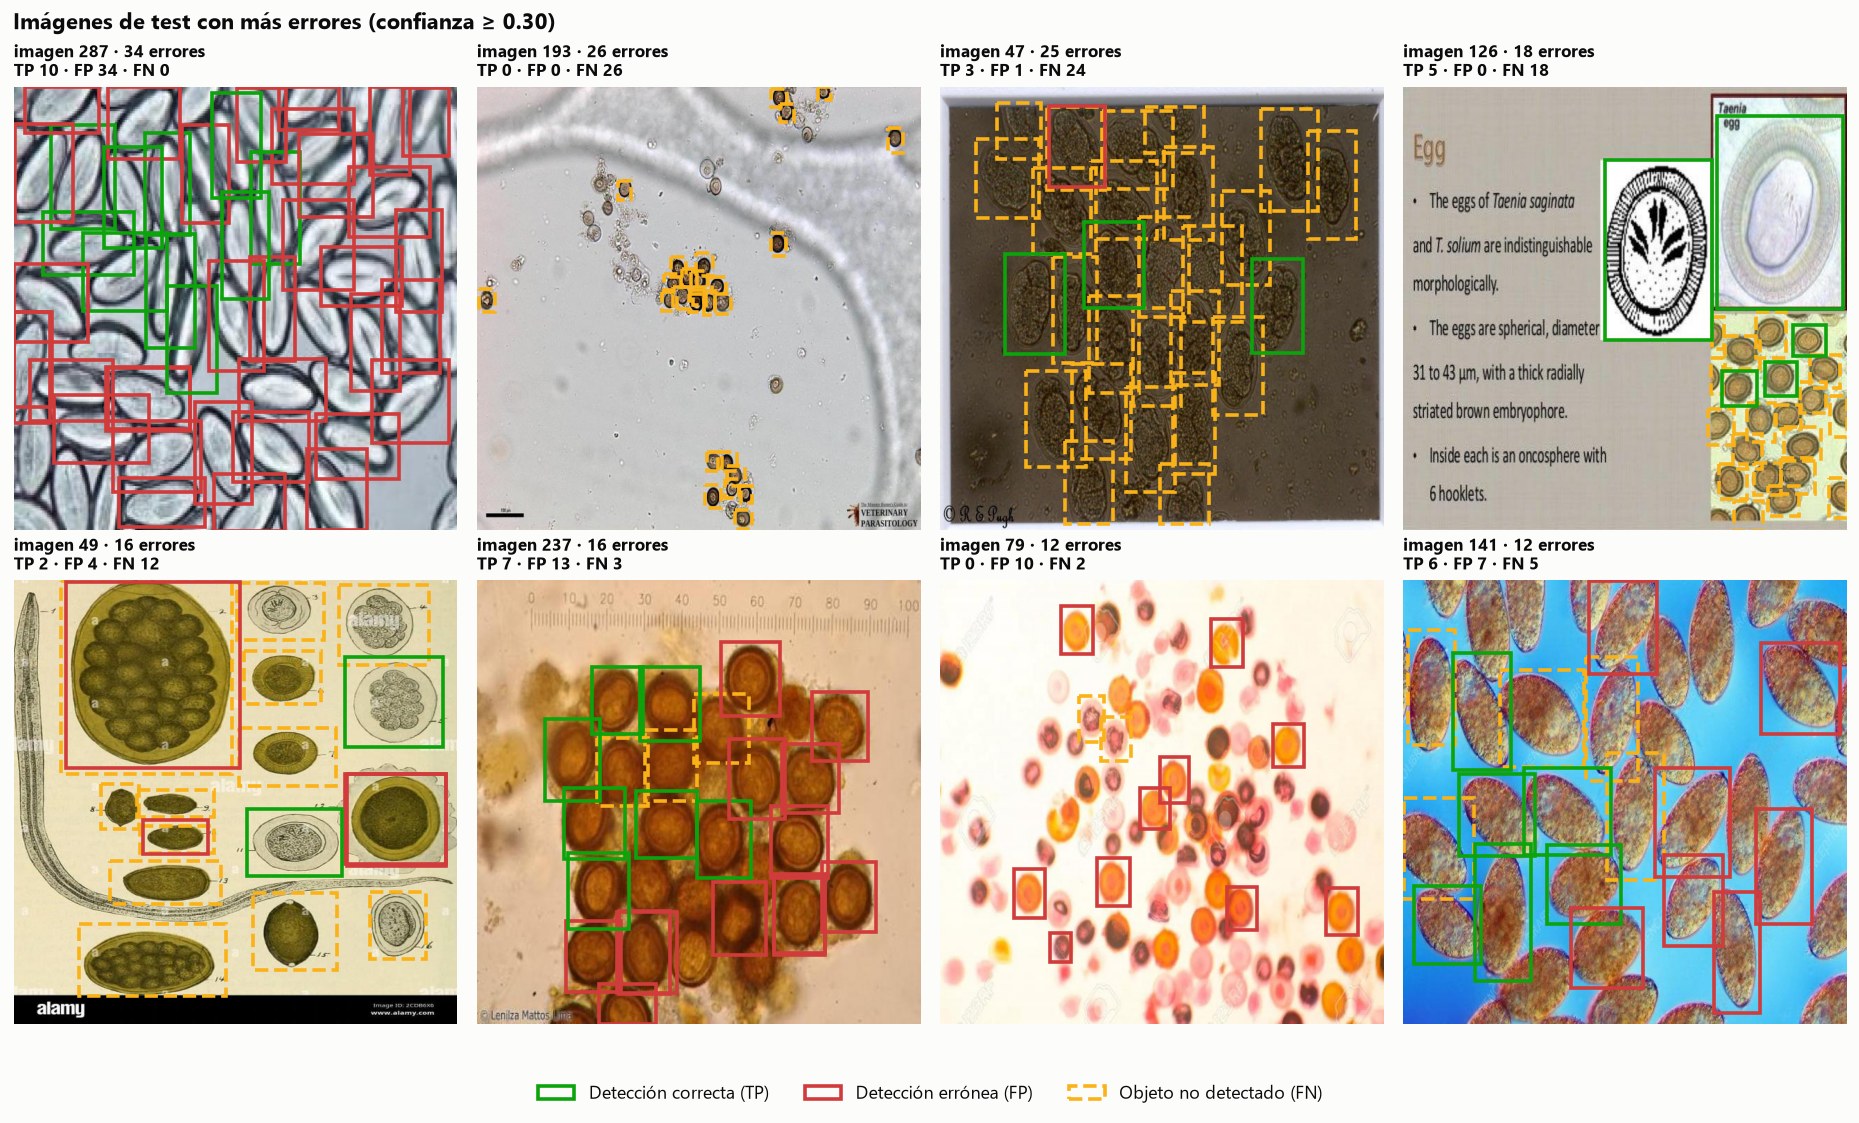 Imágenes de test con más errores (confianza ≥ 0.30)
imagen 287 · 34 errores
TP 10 · FP 34 · FN 0
imagen 193 · 26 errores
TP 0 · FP 0 · FN 26
imagen 47 · 25 errores
TP 3 · FP 1 · FN 24
imagen 126 · 18 errores
TP 5 · FP 0 · FN 18
VETERINARY
PARASITOLOGY
© R E Pugh
Taenia
egg
Egg
• The eggs of Taenia saginata
and T. solium are indistinguishable
morphologically.
• The eggs are spherical, diameter
31 to 43 µm, with a thick radially
striated brown embryophore.
• Inside each is an oncosphere with
6 hooklets.
imagen 49 · 16 errores
TP 2 · FP 4 · FN 12
imagen 237 · 16 errores
TP 7 · FP 13 · FN 3
imagen 79 · 12 errores
TP 0 · FP 10 · FN 2
imagen 141 · 12 errores
TP 6 · FP 7 · FN 5
alamy
alamy
alamy
alamy
Image ID: 2CDB6X6
www.alamy.com
0 10 20 30 40 50 60 70 80 90 100
© Lenilza Mattos
Detección correcta (TP)
Detección errónea (FP)
Objeto no detectado (FN)